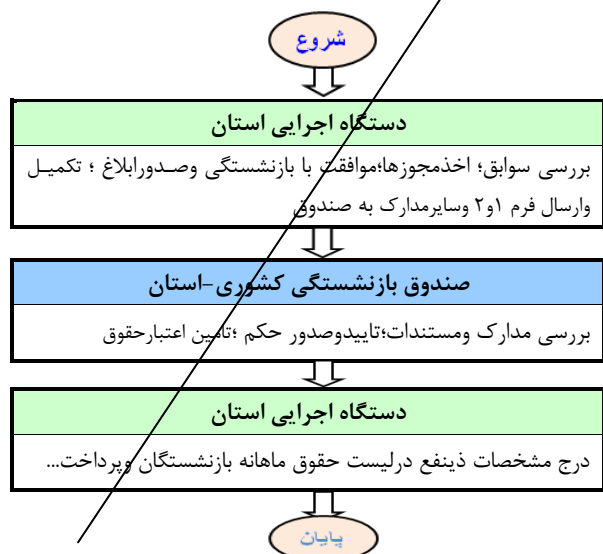 شروع
دستگاه اجرایی استان
بررسی سوابق؛ اخذمجوزها؛موافقت با بازنشستگی وصدورابلاغ ؛ تکمیل
وارسال فرم ۱و۲ وسایرمدارک به صندوق
صندوق بازنشستگی کشوری-استان
بررسی مدارک ومستندات؛تاییدوصدور حکم ؛تامین اعتبارحقوق
دستگاه اجرایی استان
درج مشخصات ذینفع درلیست حقوق ماهانه بازنشستگان وپرداخت...
پایان